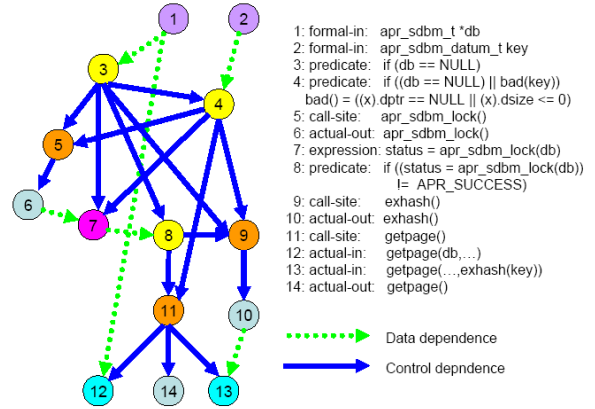 1
2
3
4
5
6
7
8
9
10
11
12
14
13
1: formal-in: apr_sdbm_t *db
2: formal-in: apr_sdbm_datum_t key
3: predicate: if (db == NULL)
4: predicate: if ((db == NULL) || bad(key))
bad() = ((x).dptr == NULL || (x).dsize <= 0)
5: call-site: apr_sdbm_lock()
6: actual-out: apr_sdbm_lock()
7: expression: status = apr_sdbm_lock(db)
8: predicate: if ((status = apr_sdbm_lock(db))
!= APR_SUCCESS)
9: call-site: exhash()
10: actual-out: exhash()
11: call-site: getpage()
12: actual-in: getpage(db,…)
13: actual-in: getpage(…,exhash(key))
14: actual-out: getpage()
Data dependence
Control depndence